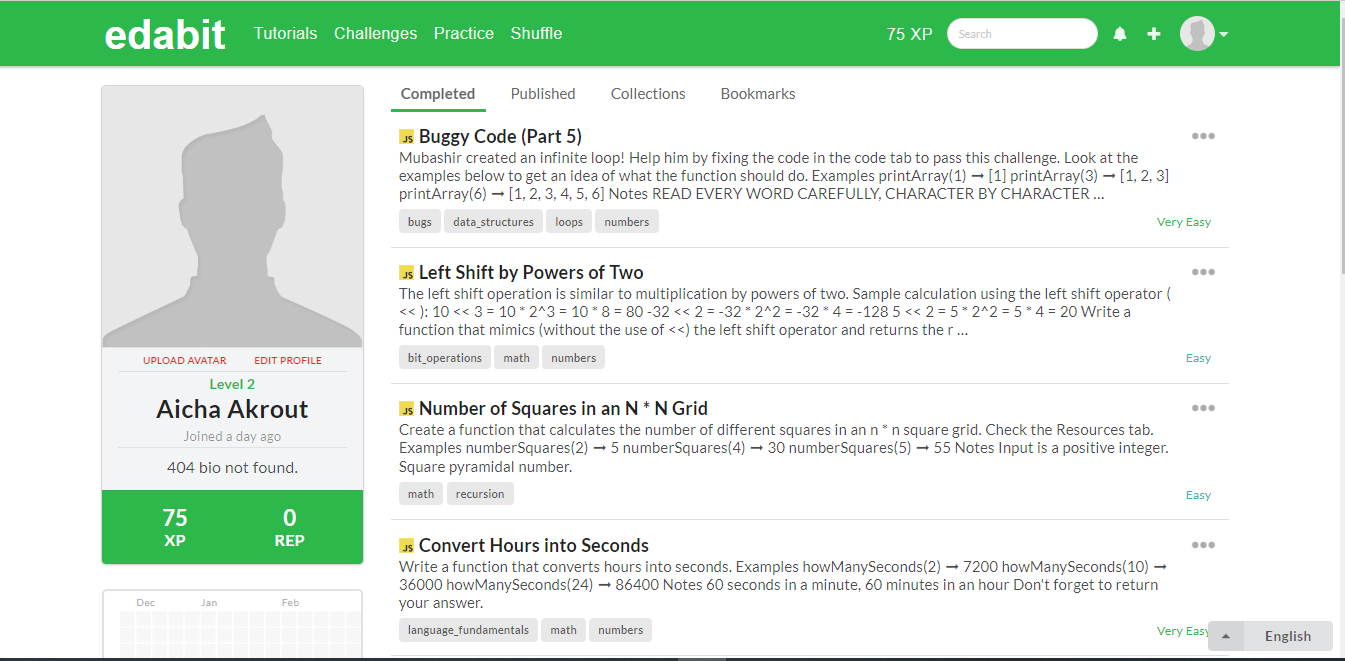 edabit
Tutorials Challenges Practice Shuffle
75 XP
Search
UPLOAD AVATAR EDIT PROFILE
Level 2
Aicha Akrout
Joined a day ago
404 bio not found.
75 0
XP REP
Dec Jan Feb
Completed Published Collections Bookmarks
JS Buggy Code (Part 5)
Mubashir created an infinite loop! Help him by fixing the code in the code tab to pass this challenge. Look at the
examples below to get an idea of what the function should do. Examples printArray(1) ➞ [1] printArray(3) ➞ [1, 2, 3]
printArray(6) ➞ [1, 2, 3, 4, 5, 6] Notes READ EVERY WORD CAREFULLY, CHARACTER BY CHARACTER ...
bugs data_structures loops numbers
Very Easy
JS Left Shift by Powers of Two
The left shift operation is similar to multiplication by powers of two. Sample calculation using the left shift operator (
<< ): 10 << 3 = 10 * 2^3 = 10 * 8 = 80 -32 << 2 = -32 * 2^2 = -32 * 4 = -128 5 << 2 = 5 * 2^2 = 5 * 4 = 20 Write a
function that mimics (without the use of <<) the left shift operator and returns the r ...
bit_operations math numbers
Easy
JS Number of Squares in an N * N Grid
Create a function that calculates the number of different squares in an n * n square grid. Check the Resources tab.
Examples numberSquares(2) ➞ 5 numberSquares(4) ➞ 30 numberSquares(5) ➞ 55 Notes Input is a positive integer.
Square pyramidal number.
math recursion
Easy
JS Convert Hours into Seconds
Write a function that converts hours into seconds. Examples howManySeconds(2) ➞ 7200 howManySeconds(10) ➞
36000 howManySeconds(24) ➞ 86400 Notes 60 seconds in a minute, 60 minutes in an hour Don't forget to return
your answer.
language_fundamentals math numbers
Very Easy
English